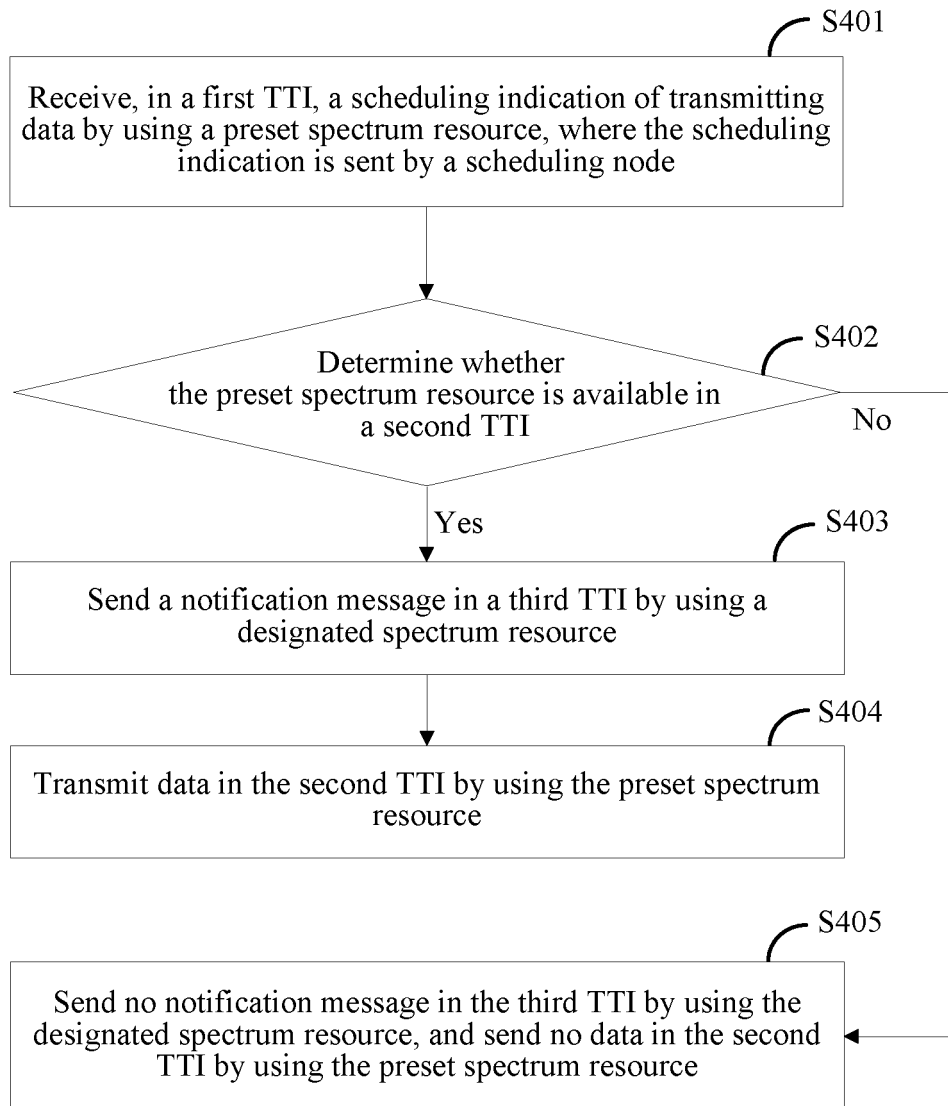 S401
Receive, in a first TTI, a scheduling indication of transmitting
data by using a preset spectrum resource, where the scheduling
indication is sent by a scheduling node
S402
Determine whether
the preset spectrum resource is available in
a second TTI
No
Yes
S403
Send a notification message in a third TTI by using a
designated spectrum resource
S404
Transmit data in the second TTI by using the preset spectrum
resource
S405
Send no notification message in the third TTI by using the
designated spectrum resource, and send no data in the second
TTI by using the preset spectrum resource